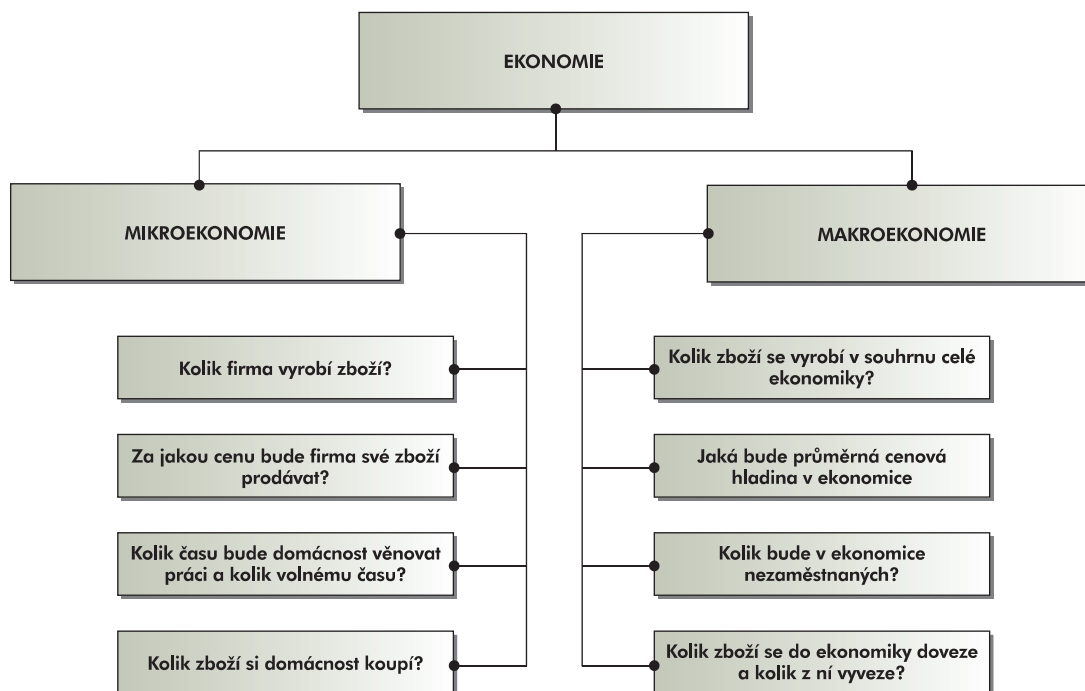 EKONOMIE
MIKROEKONOMIE
MAKROEKONOMIE
Kolik firma vyrobí zboží?
Za jakou cenu bude firma své zboží
prodávat?
Kolik času bude domácnost věnovat
práci a kolik volnému času?
Kolik zboží si domácnost koupí?
Kolik zboží se vyrobí v souhrnu celé
ekonomiky?
Jaká bude průměrná cenová
hladina v ekonomice
Kolik bude v ekonomice
nezaměstnaných?
Kolik zboží se do ekonomiky doveze
a kolik z ní vyveze?